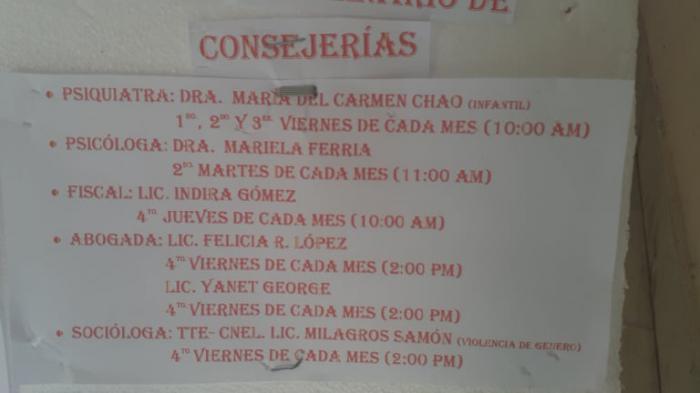 DE
CONSEJERÍAS
• PSIQUIATRA: DRA. MARIA DEL CARMEN CHAO (INFANTIL)
1RO, 2DO Y 3ER VIERNES DE CADA MES (10:00 AM)
• PSICÓLOGA: DRA. MARIELA FERRIA
2DO MARTES DE CADA MES (11:00 AM)
• FISCAL: LIC. INDIRA GÓMEZ
4TO JUEVES DE CADA MES (10:00 AM)
• ABOGADA: LIC. FELICIA R. LÓPEZ
4TO VIERNES DE CADA MES (2:00 PM)
LIC. YANET GEORGE
4TO VIERNES DE CADA MES (2:00 PM)
• SOCIÓLOGA: TTE- CNEL. LIC. MILAGROS SAMÓN (VIOLENCIA DE GENERO)
4TO VIERNES DE CADA MES (2:00 PM)